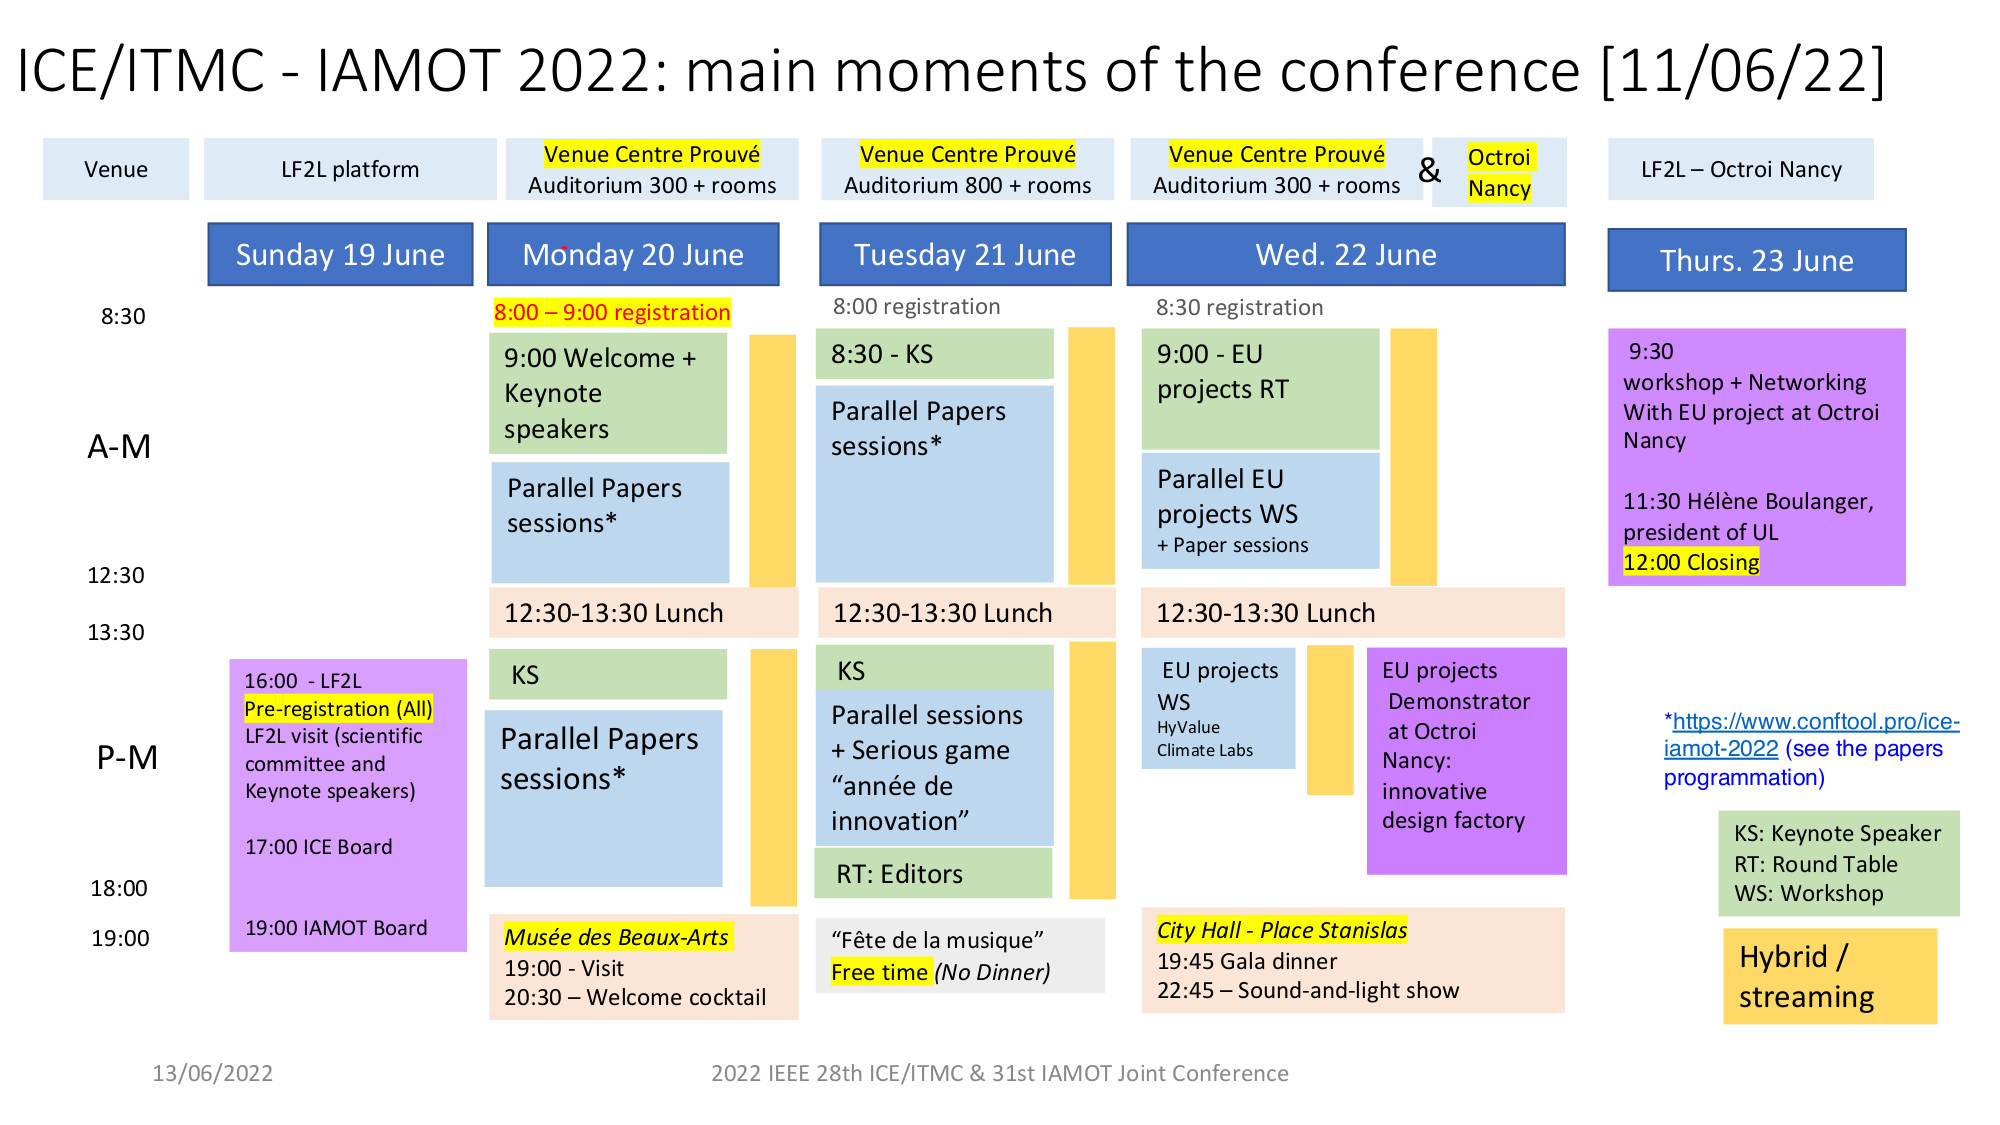 ICE/ITMC - IAMOT 2022: main moments of the conference [11/06/22]
Venue
LF2L platform
Venue Centre Prouvé
Auditorium 300 + rooms
Venue Centre Prouvé
Auditorium 800 + rooms
Venue Centre Prouvé
Auditorium 300 + rooms
&
Octroi
Nancy
LF2L – Octroi Nancy
Sunday 19 June
Monday 20 June
Tuesday 21 June
Wed. 22 June
Thurs. 23 June
8:30
A-M
12:30
13:30
P-M
18:00
19:00
16:00 - LF2L
Pre-registration (All)
LF2L visit (scientific
committee and
Keynote speakers)
17:00 ICE Board
19:00 IAMOT Board
8:00 – 9:00 registration
9:00 Welcome +
Keynote
speakers
Parallel Papers
sessions*
12:30-13:30 Lunch
KS
Parallel Papers
sessions*
Musée des Beaux-Arts
19:00 - Visit
20:30 – Welcome cocktail
8:00 registration
8:30 - KS
Parallel Papers
sessions*
12:30-13:30 Lunch
KS
Parallel sessions
+ Serious game
“année de
innovation”
RT: Editors
“Fête de la musique”
Free time (No Dinner)
8:30 registration
9:00 - EU
projects RT
Parallel EU
projects WS
+ Paper sessions
12:30-13:30 Lunch
EU projects
WS
HyValue
Climate Labs
EU projects
Demonstrator
at Octroi
Nancy:
innovative
design factory
City Hall - Place Stanislas
19:45 Gala dinner
22:45 – Sound-and-light show
9:30
workshop + Networking
With EU project at Octroi
Nancy
11:30 Hélène Boulanger,
president of UL
12:00 Closing
*https://www.conftool.pro/ice-
iamot-2022 (see the papers
programmation)
KS: Keynote Speaker
RT: Round Table
WS: Workshop
Hybrid /
streaming
13/06/2022
2022 IEEE 28th ICE/ITMC & 31st IAMOT Joint Conference